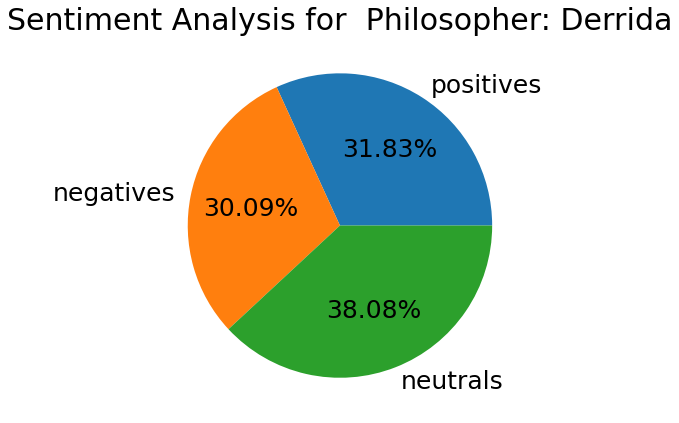 Sentiment Analysis for  Philosopher: Derrida
positives
31.83%
negatives
30.09%
38.08%
neutrals